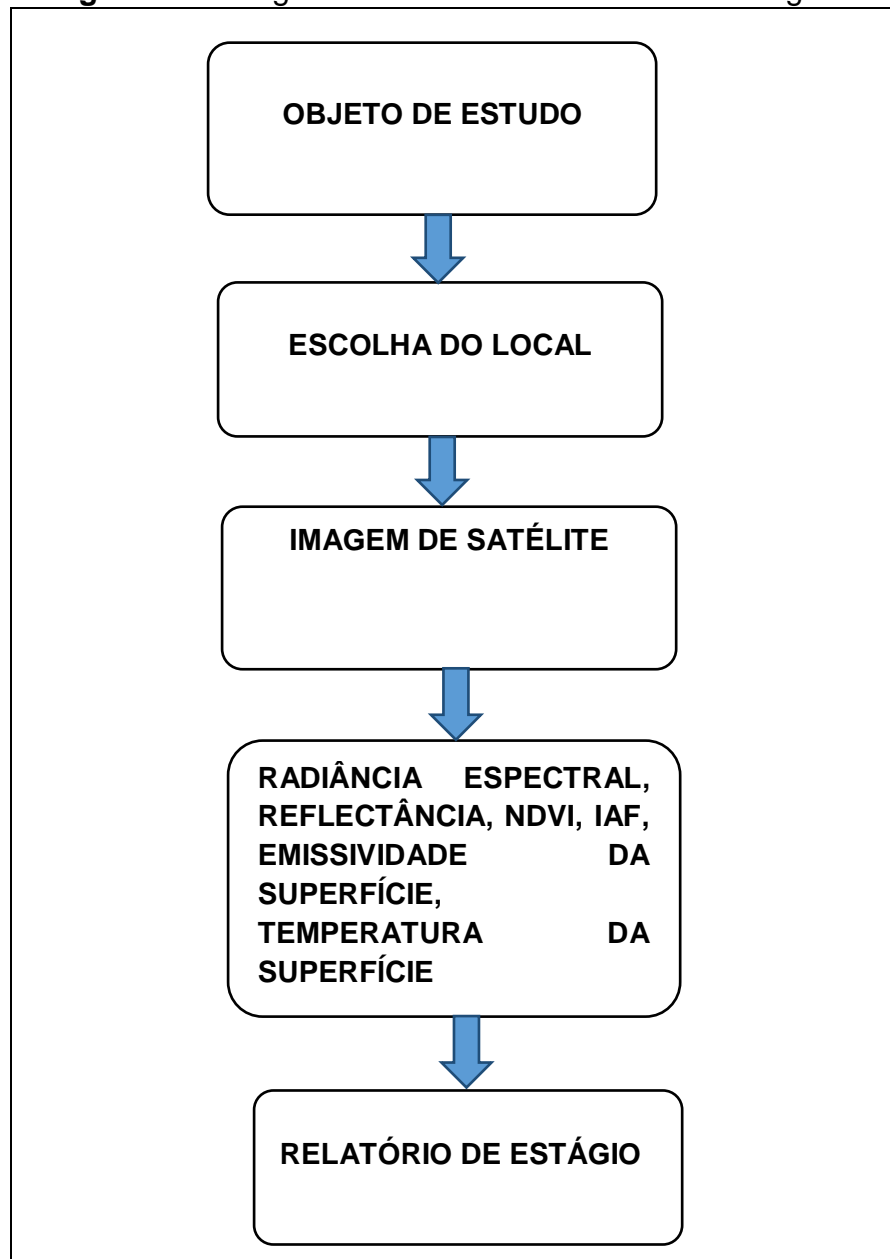 OBJETO DE ESTUDO
ESCOLHA DO LOCAL
IMAGEM DE SATÉLITE
RADIÂNCIA ESPECTRAL,
REFLECTÂNCIA, NDVI, IAF,
EMISSIVIDADE DA
SUPERFÍCIE,
TEMPERATURA DA
SUPERFÍCIE
RELATÓRIO DE ESTÁGIO